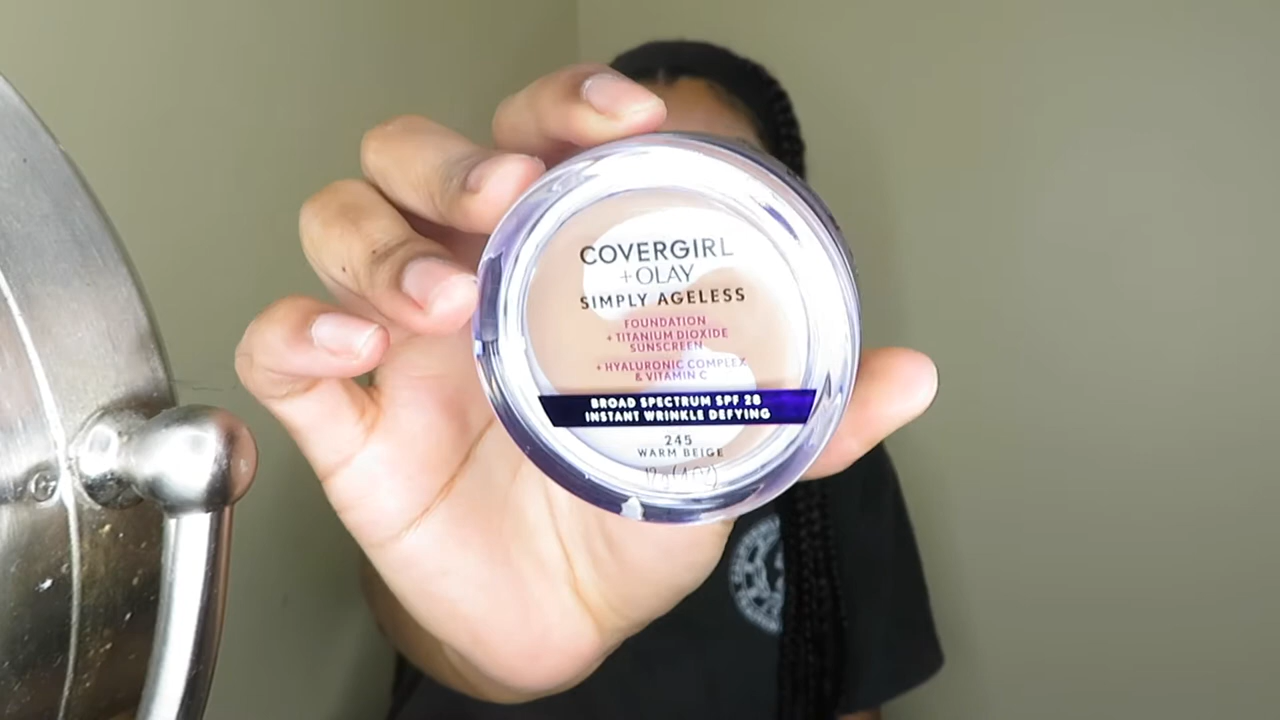 COVERGIRL
+OLAY
SIMPLY AGELESS
FOUNDATION
+ TITANIUM DIOXIDE
SUNSCREEN
+ HYALURONIC COMPLEX
& VITAMIN C
BROAD SPECTRUM SPF 28
INSTANT WRINKLE DEFYING
245
WARM BEIGE